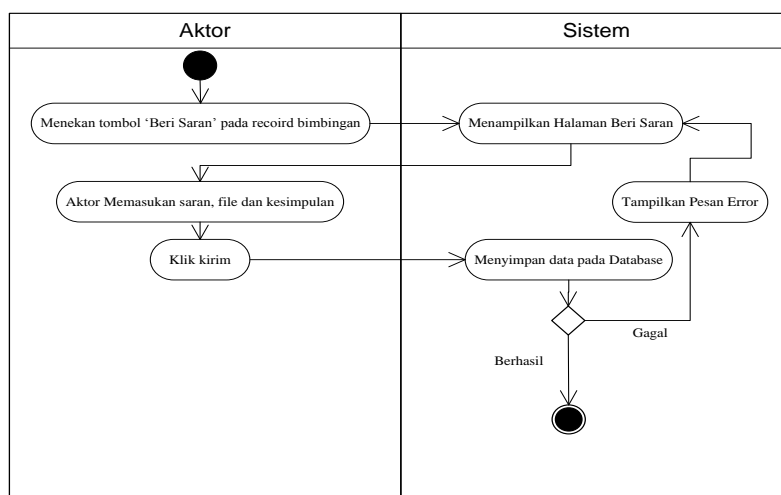 Aktor
Sistem
Menekan tombol ‘Beri Saran’ pada recoird bimbingan
Menampilkan Halaman Beri Saran
Aktor Memasukan saran, file dan kesimpulan
Tampilkan Pesan Error
Klik kirim
Menyimpan data pada Database
Gagal
Berhasil